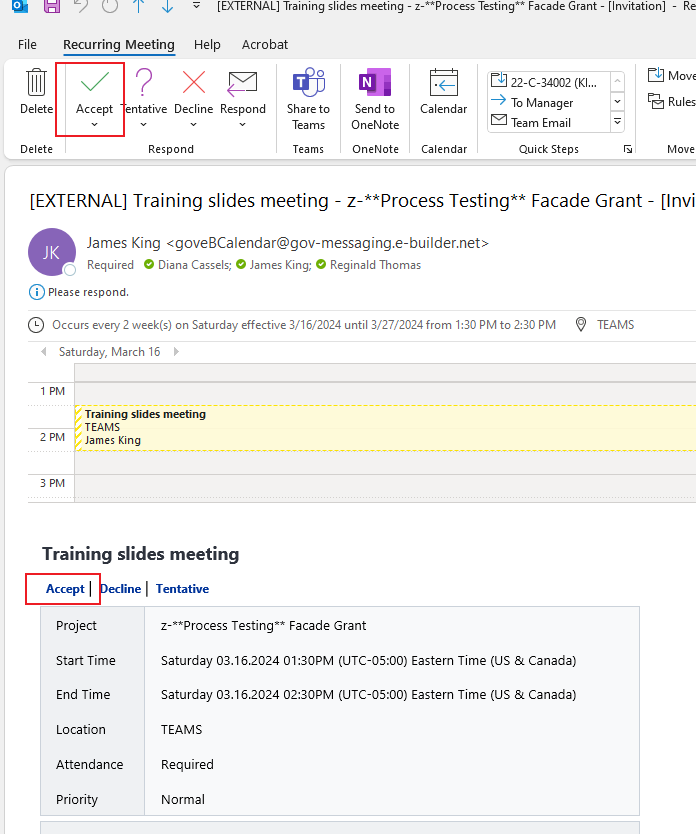 [EXTERNAL] Training slides meeting - z-**Process Testing** Facade Grant - [Invitation] - Re
File Recurring Meeting Help Acrobat
Delete Accept Tentative Decline Respond Share to Teams Send to OneNote Calendar
22-C-34002 (KI...
To Manager
Team Email
Move
Rules
Delete Respond Teams OneNote Calendar Quick Steps Move
[EXTERNAL] Training slides meeting - z-**Process Testing** Facade Grant - [Invi
JK
James King <goveBCalendar@gov-messaging.e-builder.net>
Required Diana Cassels; James King; Reginald Thomas
Please respond.
Occurs every 2 week(s) on Saturday effective 3/16/2024 until 3/27/2024 from 1:30 PM to 2:30 PM TEAMS
Saturday, March 16
1 PM
Training slides meeting
TEAMS
2 PM
James King
3 PM
Training slides meeting
Accept | Decline | Tentative
Project z-**Process Testing** Facade Grant
Start Time Saturday 03.16.2024 01:30PM (UTC-05:00) Eastern Time (US & Canada)
End Time Saturday 03.16.2024 02:30PM (UTC-05:00) Eastern Time (US & Canada)
Location TEAMS
Attendance Required
Priority Normal